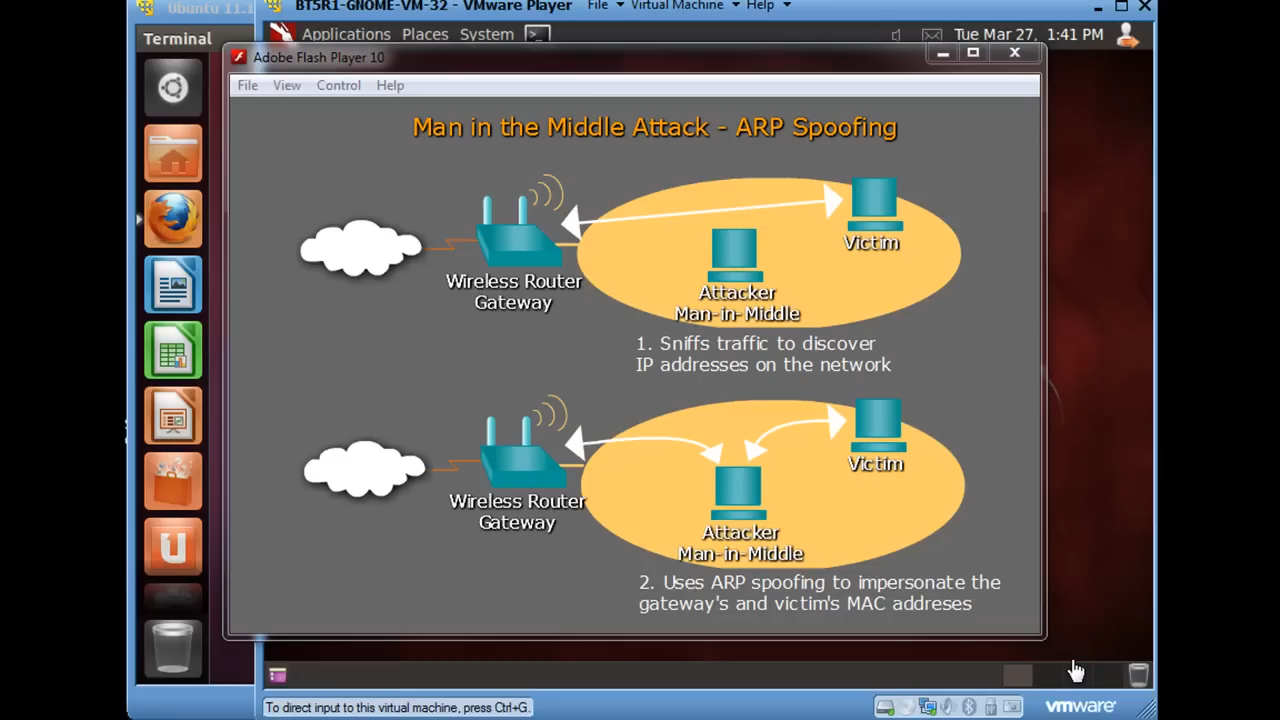 Ubuntu 11.1
BT5R1-GNOME-VM-32 - VMware Player File Virtual Machine Help
Terminal
Applications Places System
Tue Mar 27, 1:41 PM
Adobe Flash Player 10
File View Control Help
Man in the Middle Attack - ARP Spoofing
Victim
Wireless Router
Gateway
Attacker
Man-in-Middle
1. Sniffs traffic to discover
IP addresses on the network
Victim
Wireless Router
Gateway
Attacker
Man-in-Middle
2. Uses ARP spoofing to impersonate the
gateway's and victim's MAC addreses
To direct input to this virtual machine, press Ctrl+G.
vmware